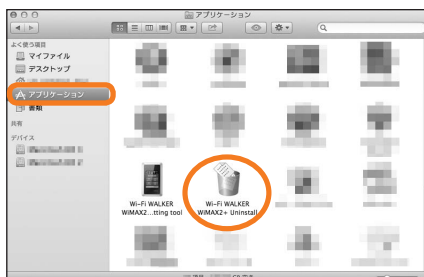 アプリケーション
よく使う項目
マイファイル
デスクトップ
アプリケーション
書類
共有
デバイス
Wi-Fi WALKER
WiMAX2...tting tool
Wi-Fi WALKER
WiMAX2+ Uninstall